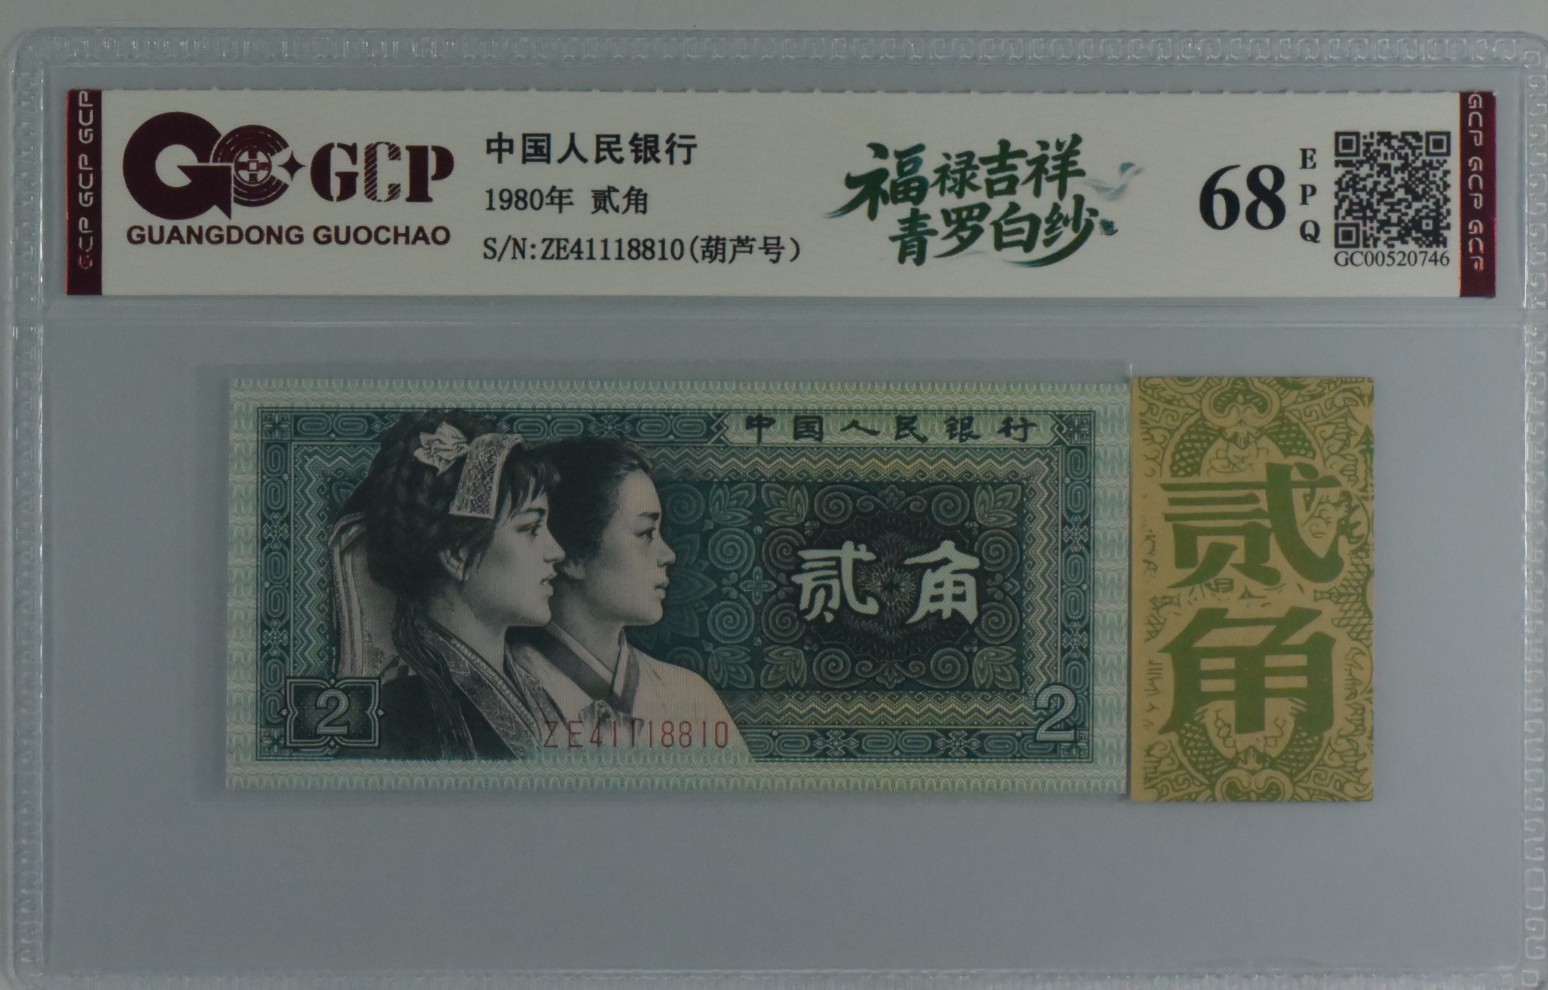 GCP GCP GCP
GCP
GUANGDONG GUOCHAO
中国人民银行
1980年 贰角
S/N:ZE41118810(葫芦号)
福禄吉祥
青罗白纱
68
EPQ
GC00520746
GCP GCP GCP
中国人民银行
贰角
2
2
ZE41118810
贰角